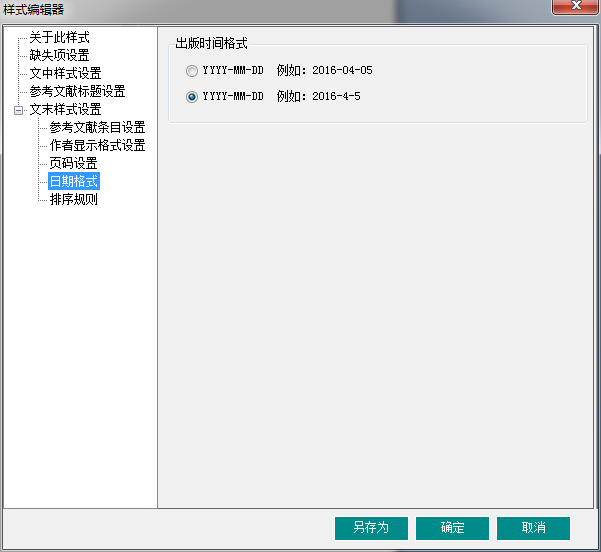 样式编辑器
关于此样式
缺失项设置
文中样式设置
参考文献标题设置
文末样式设置
参考文献条目设置
作者显示格式设置
页码设置
日期格式
排序规则
出版时间格式
YYYY-MM-DD 例如：2016-04-05
YYYY-MM-DD 例如：2016-4-5
另存为 确定 取消